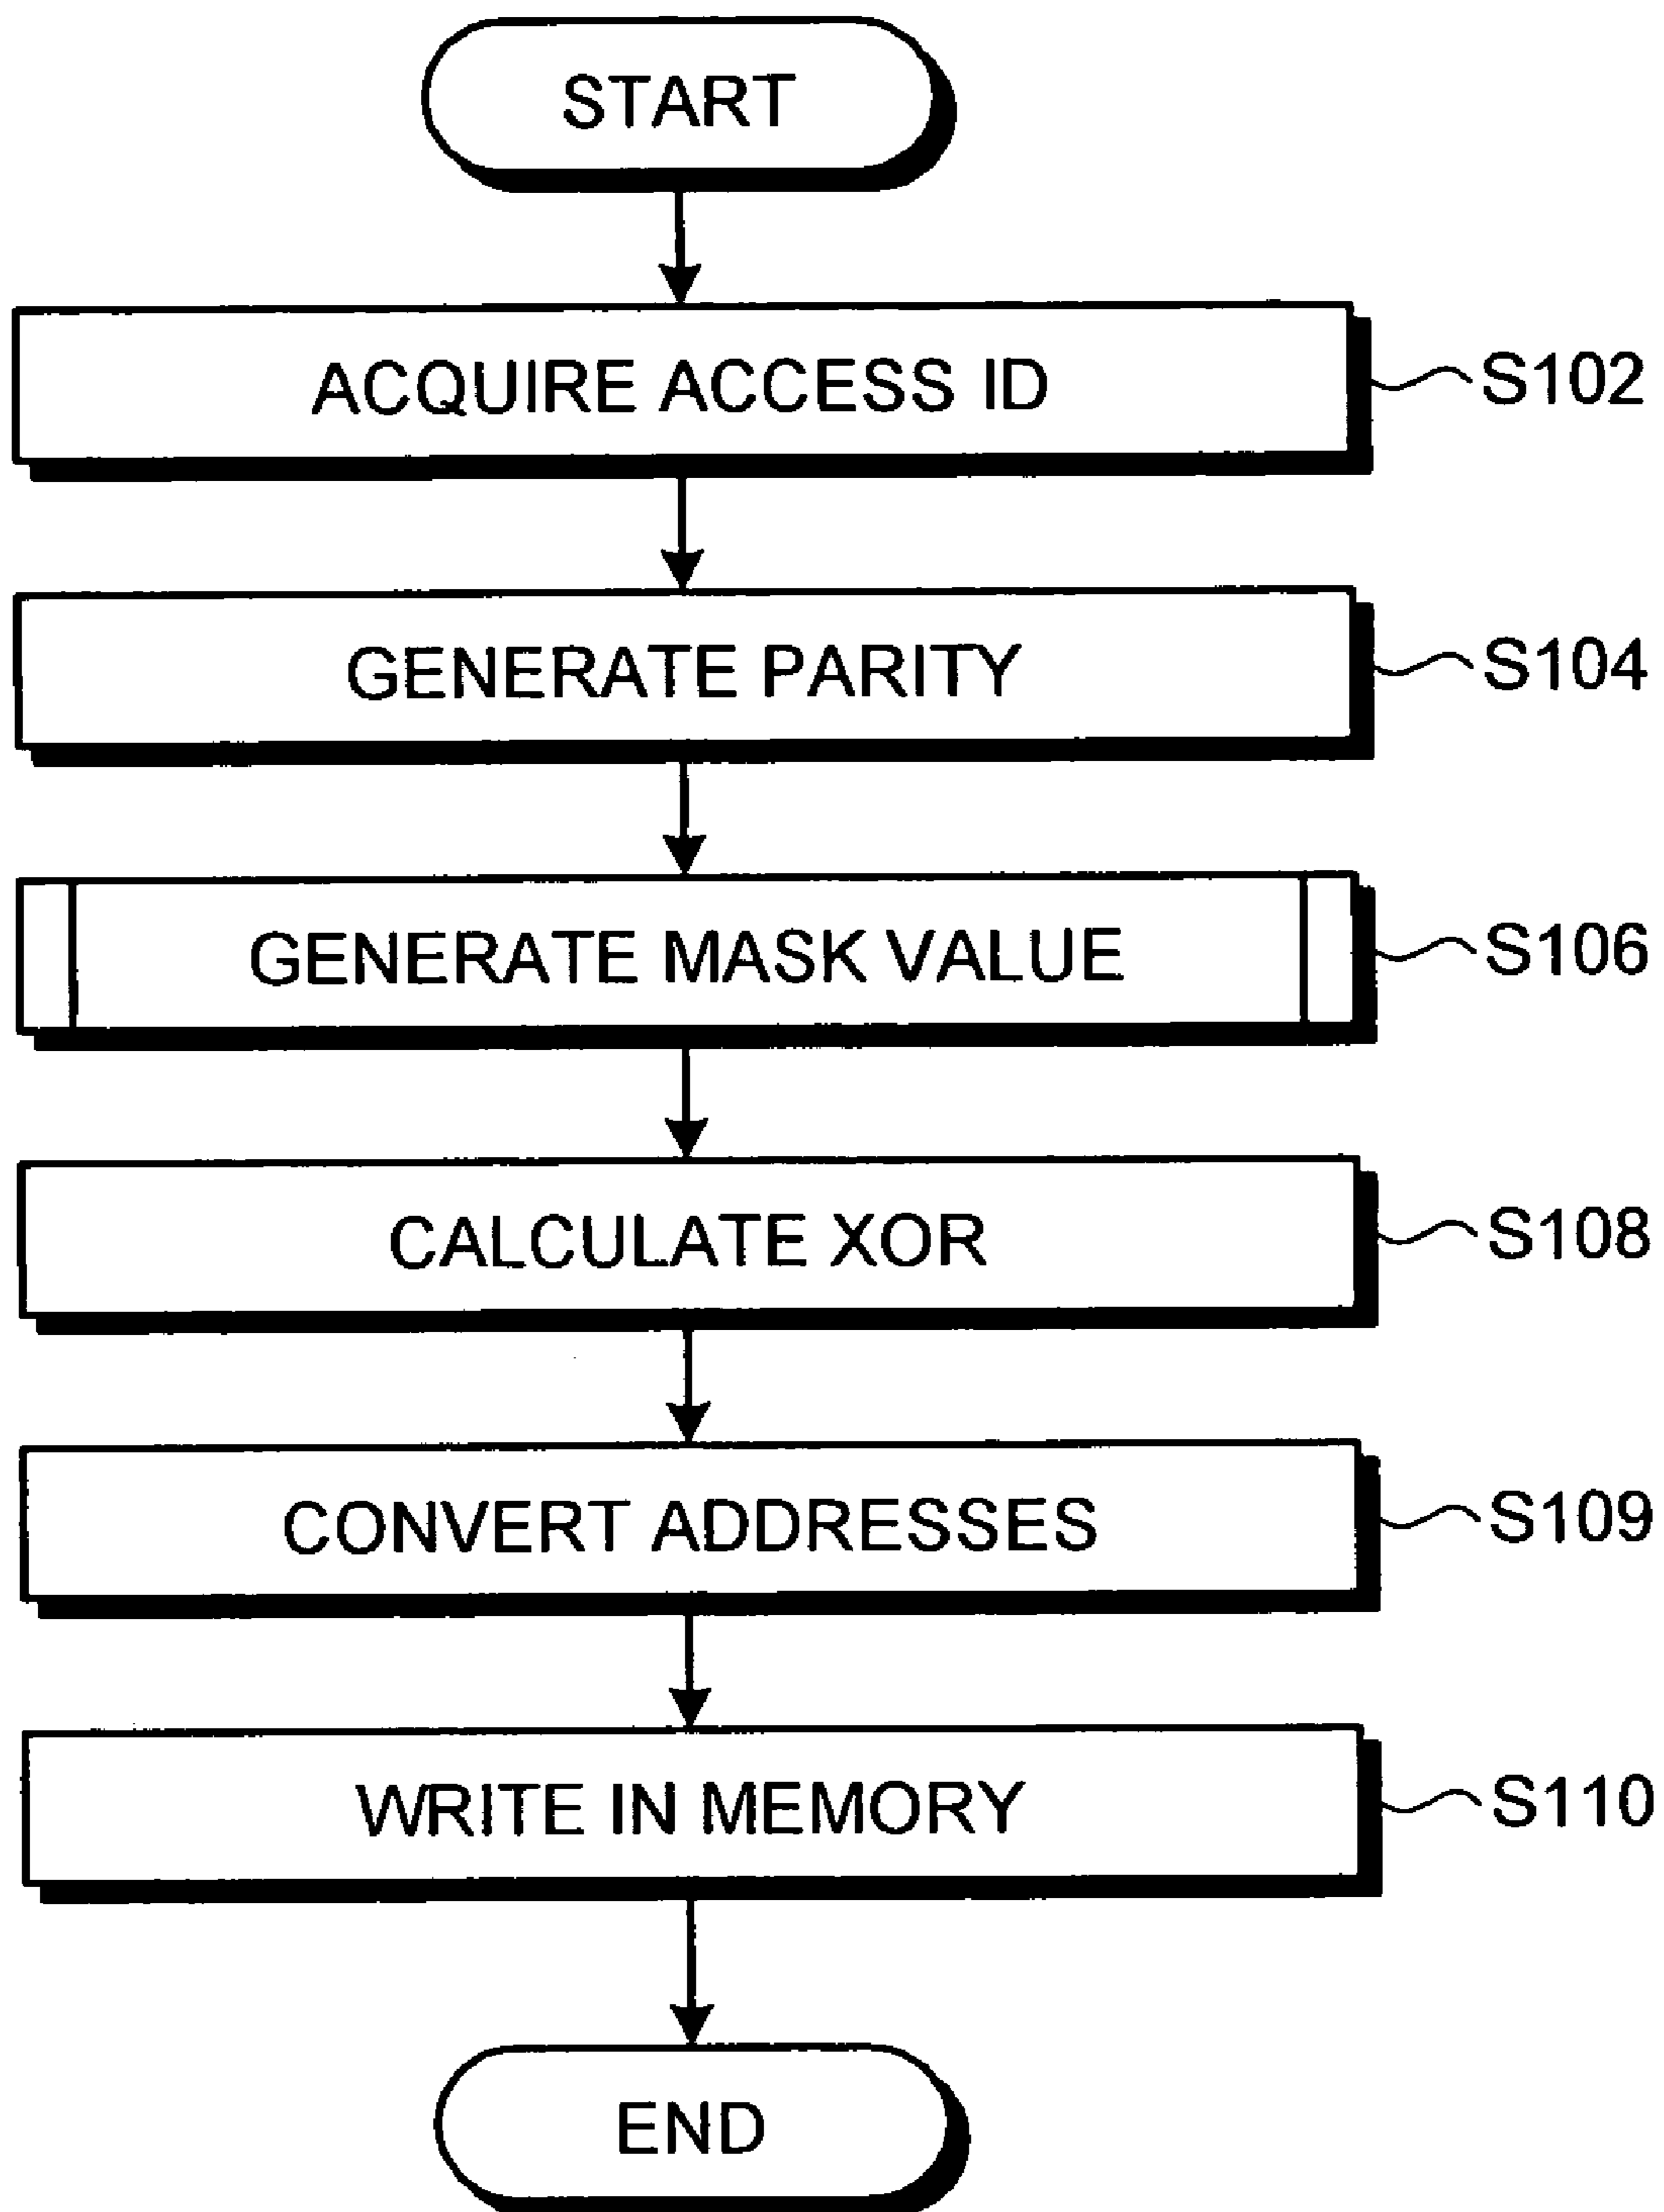 START
ACQUIRE ACCESS ID S102
GENERATE PARITY S104
GENERATE MASK VALUE S106
CALCULATE XOR S108
CONVERT ADDRESSES S109
WRITE IN MEMORY S110
END